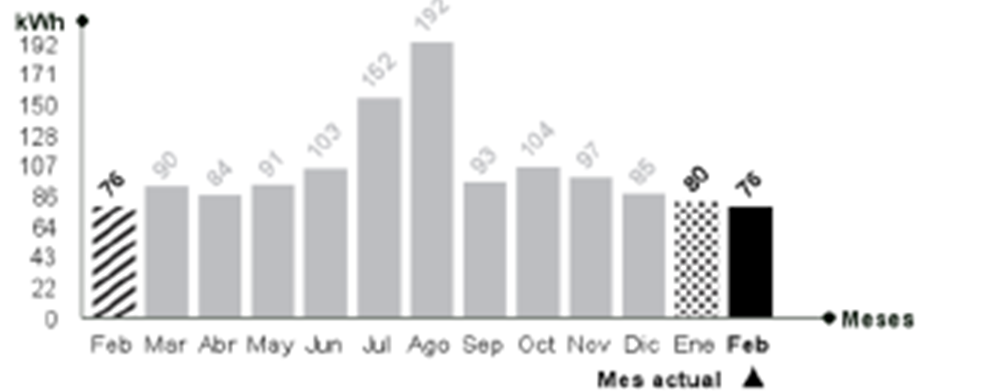 kWh
192
171
150
128
107
86
64
43
22
0
76 90 84 91 103 152 192 93 104 97 85 80 76
Feb Mar Abr May Jun Jul Ago Sep Oct Nov Dic Ene Feb
Meses
Mes actual